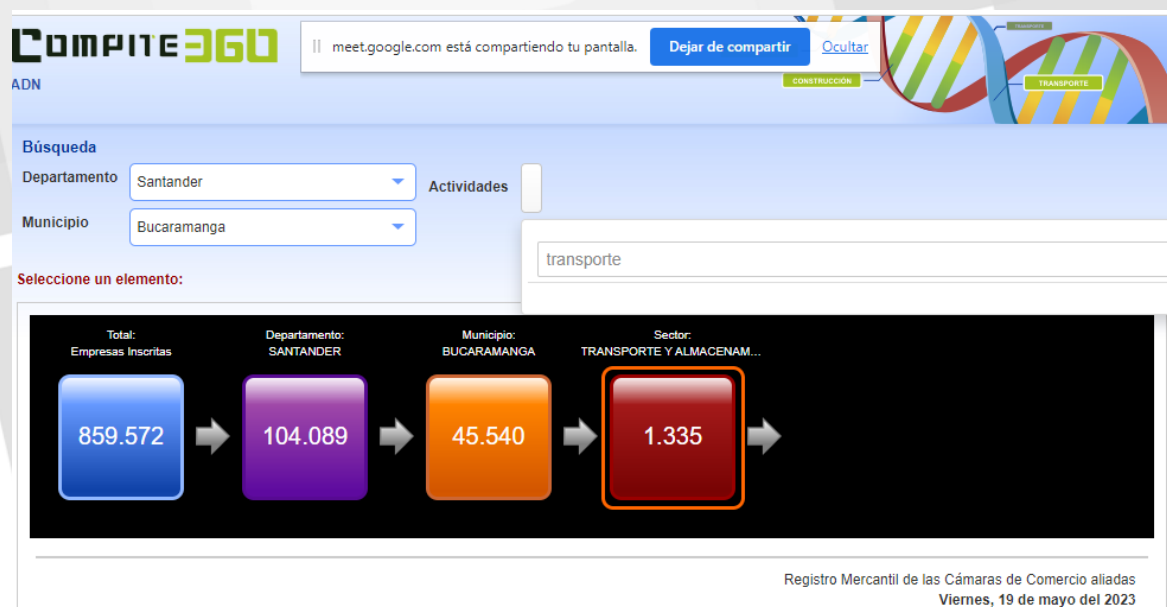 COMPITE360
ADN
meet.google.com está compartiendo tu pantalla. Dejar de compartir Ocultar
TRANSPORTE
CONSTRUCCIÓN
TRANSPORTE
Búsqueda
Departamento Santander Actividades
Municipio Bucaramanga
transporte
Seleccione un elemento:
Total:
Empresas Inscritas
Departamento:
SANTANDER
Municipio:
BUCARAMANGA
Sector:
TRANSPORTE Y ALMACENAM...
859.572 104.089 45.540 1.335
Registro Mercantil de las Cámaras de Comercio aliadas
Viernes, 19 de mayo del 2023